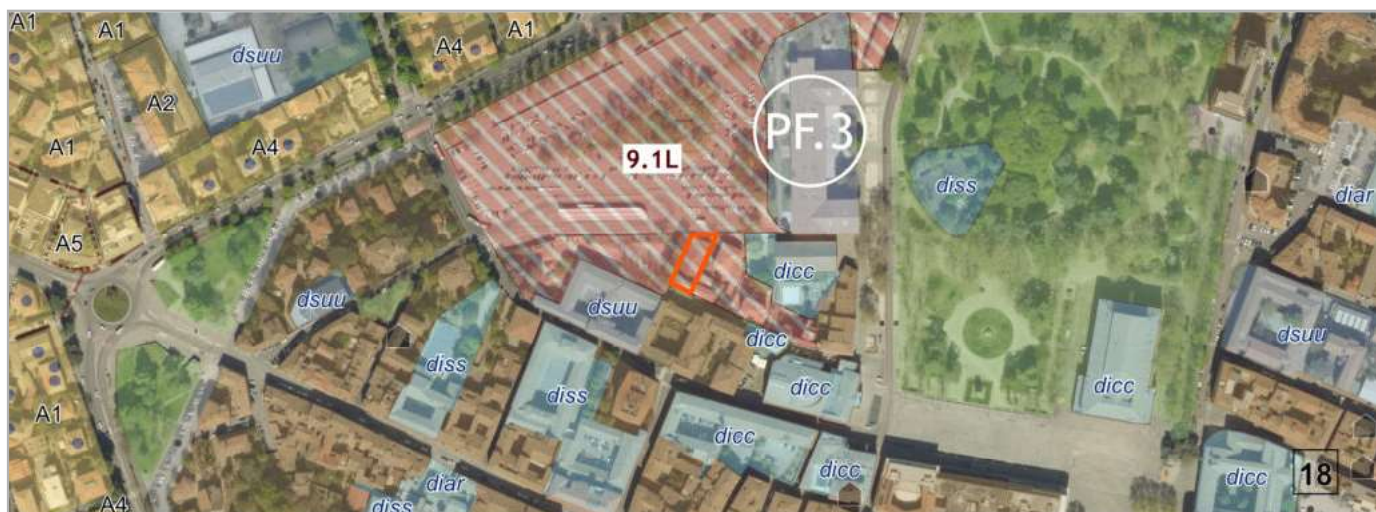 A1
A1
A4
A1
dsuu
A2
A4
A1
PF.3
9.1L
diss
diar
A5
dicc
dsuu
dsuu
dicc
dsuu
diss
dicc
dicc
A1
diss
dicc
dicc
dicc
18
diar
A4
diss